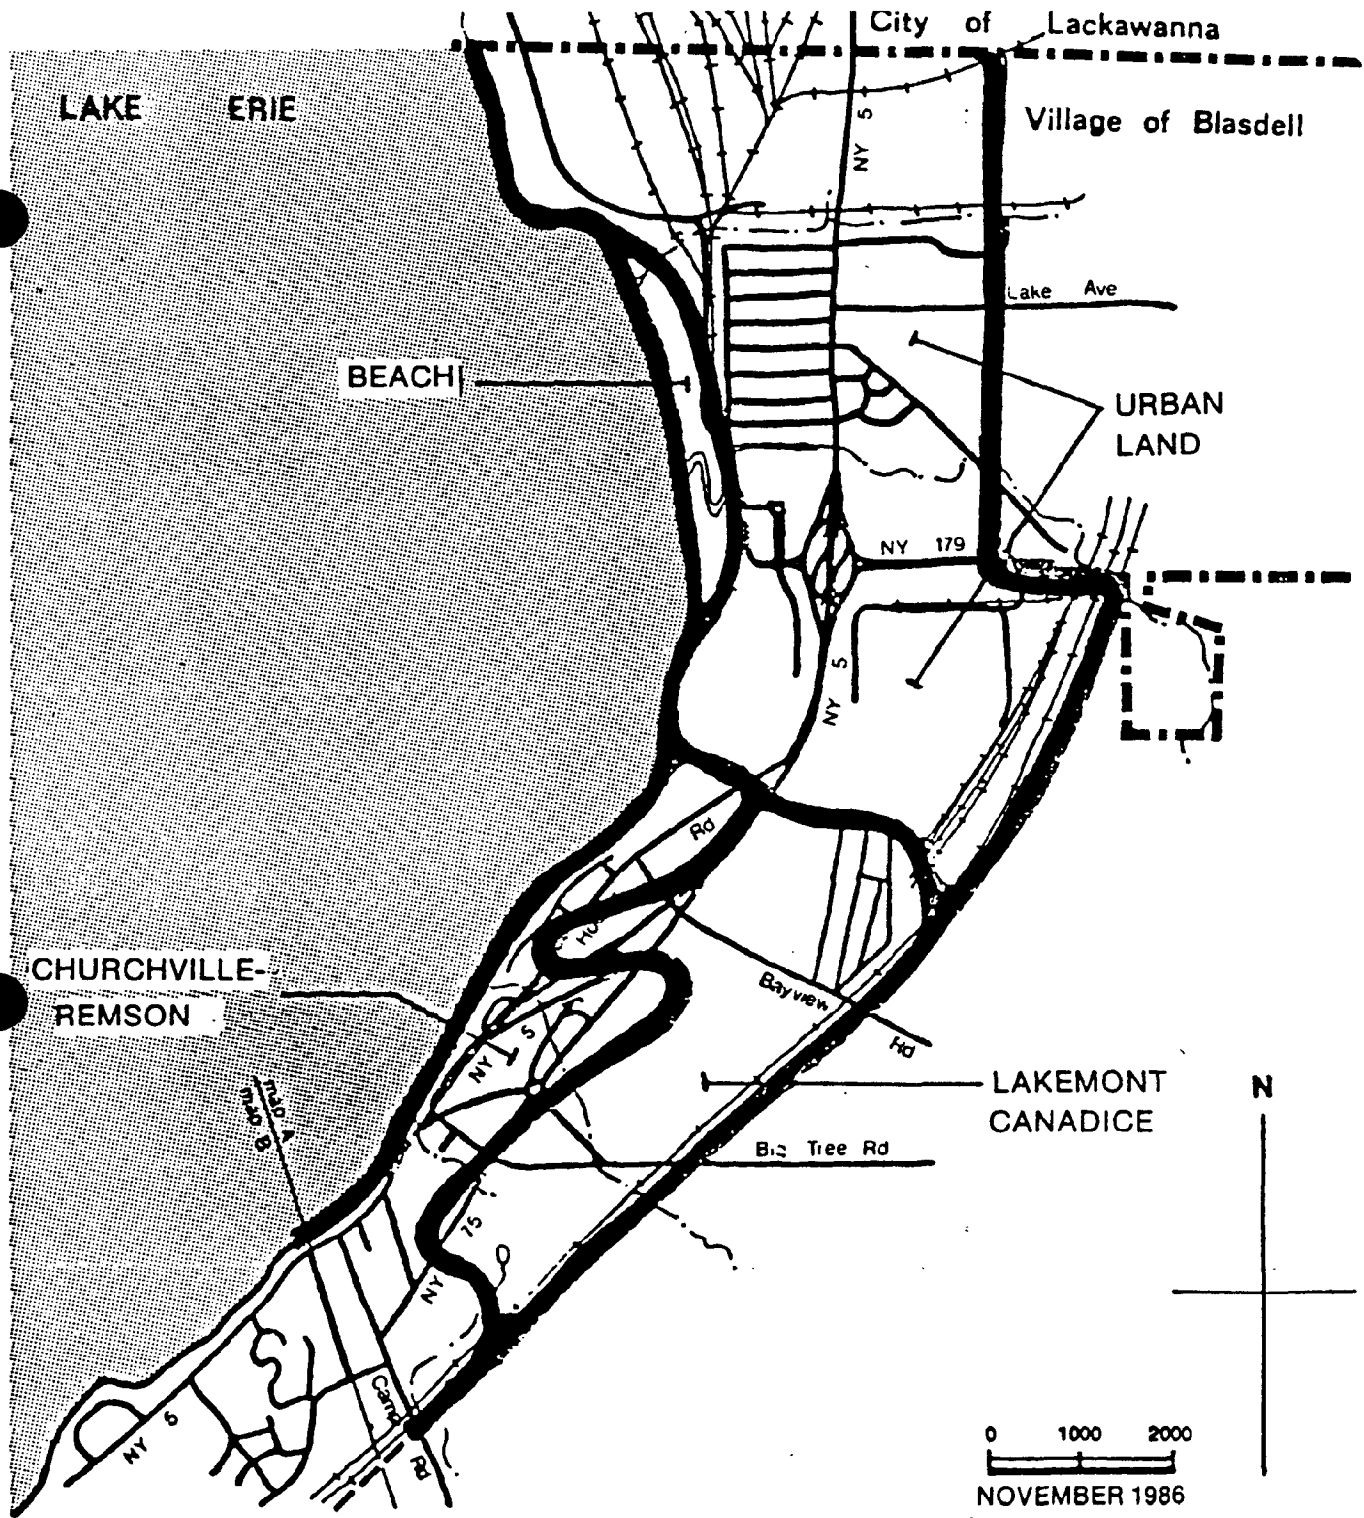 City of Lackawanna
LAKE ERIE
Village of Blasdell
NY 5
Lake Ave
BEACH
URBAN
LAND
NY 179
NY 5
Rd
CHURCHVILLE-
REMSON
Bayview
Rd
NY 5
LAKEMONT
CANADICE
N
map A
map B
Big Tree Rd
NY 75
Camp
Rd
NY 5
0 1000 2000
NOVEMBER 1986